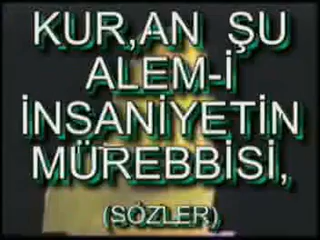 KUR,AN ŞU
ALEM-İ
İNSANİYETİN
MÜREBBİSİ,
(SÖZLER)